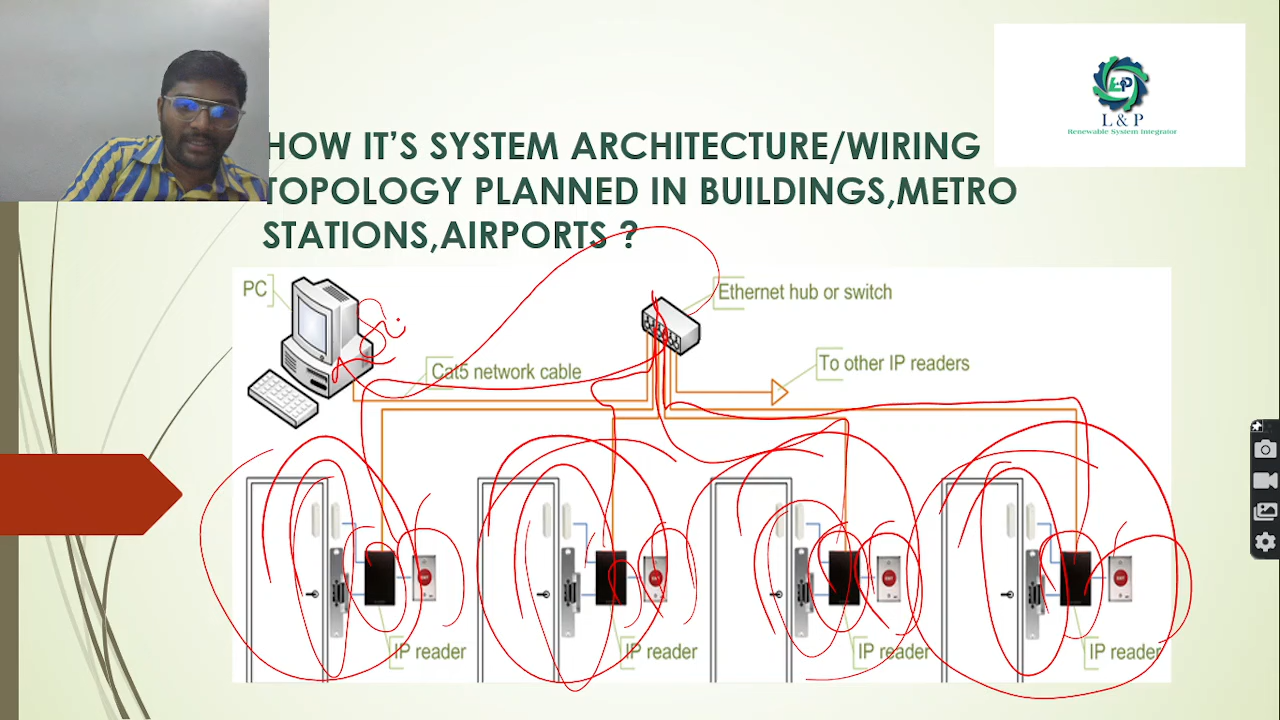 HOW IT'S SYSTEM ARCHITECTURE/WIRING
TOPOLOGY PLANNED IN BUILDINGS,METRO
STATIONS,AIRPORTS ?
L & P
Renewable System Integrator
PC
Ethernet hub or switch
Cat5 network cable
To other IP readers
IP reader
IP reader
IP reader
IP reader